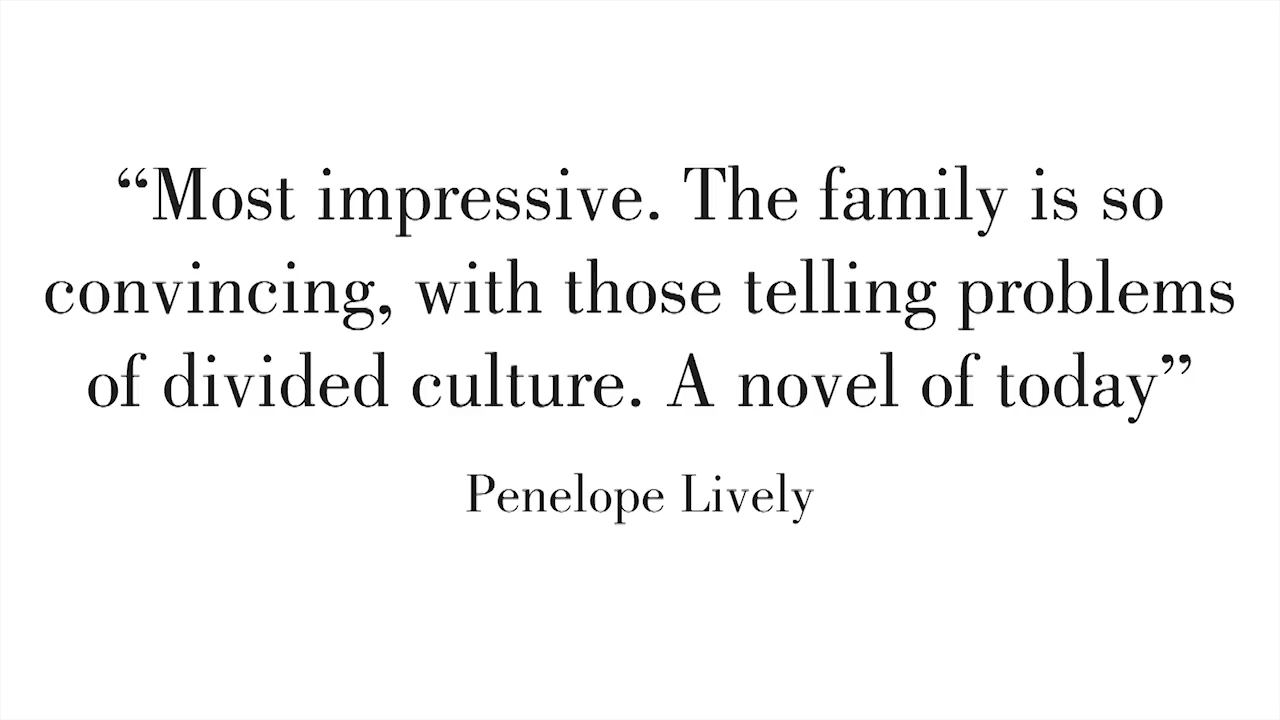 “Most impressive. The family is so
convincing, with those telling problems
of divided culture. A novel of today”
Penelope Lively